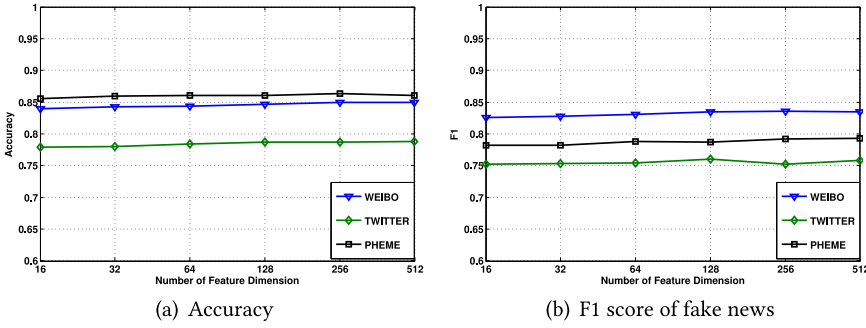 1
0.95
0.9
0.85
0.8
0.75
0.7
0.65
0.6
Accuracy
16 32 64 128 256 512
Number of Feature Dimension
WEIBO
TWITTER
PHEME
(a) Accuracy
1
0.95
0.9
0.85
0.8
0.75
0.7
0.65
0.6
F1
16 32 64 128 256 512
Number of Feature Dimension
WEIBO
TWITTER
PHEME
(b) F1 score of fake news